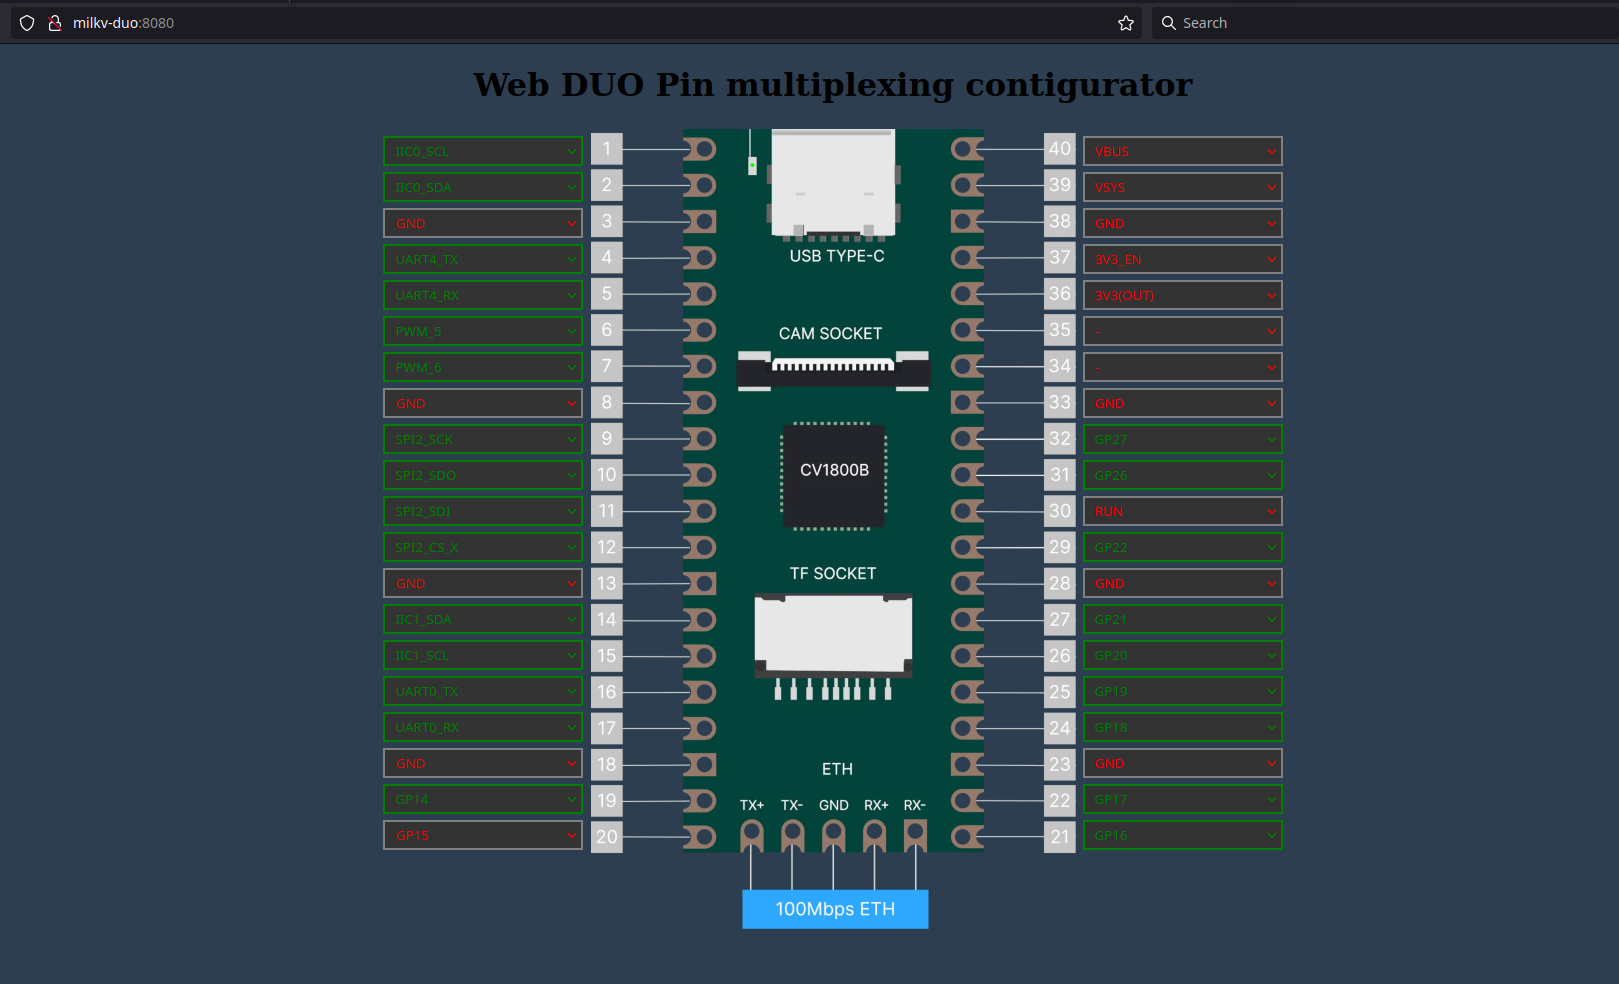 milkv-duo:8080
Search
Web DUO Pin multiplexing contigurator
IIC0_SCL 1 40 VBUS
IIC0_SDA 2 39 VSYS
GND 3 38 GND
USB TYPE-C
UART4_TX 4 37 3V3_EN
UART4_RX 5 36 3V3(OUT)
PWM_5 6 CAM SOCKET 35 -
PWM_6 7 34 -
GND 8 33 GND
SPI2_SCK 9 32 GP27
SPI2_SDO 10 CV1800B 31 GP26
SPI2_SDI 11 30 RUN
SPI2_CS_X 12 29 GP22
GND 13 TF SOCKET 28 GND
IIC1_SDA 14 27 GP21
IIC1_SCL 15 26 GP20
UART0_TX 16 25 GP19
UART0_RX 17 24 GP18
GND 18 ETH 23 GND
GP14 19 TX+ TX- GND RX+ RX- 22 GP17
GP15 20 21 GP16
100Mbps ETH